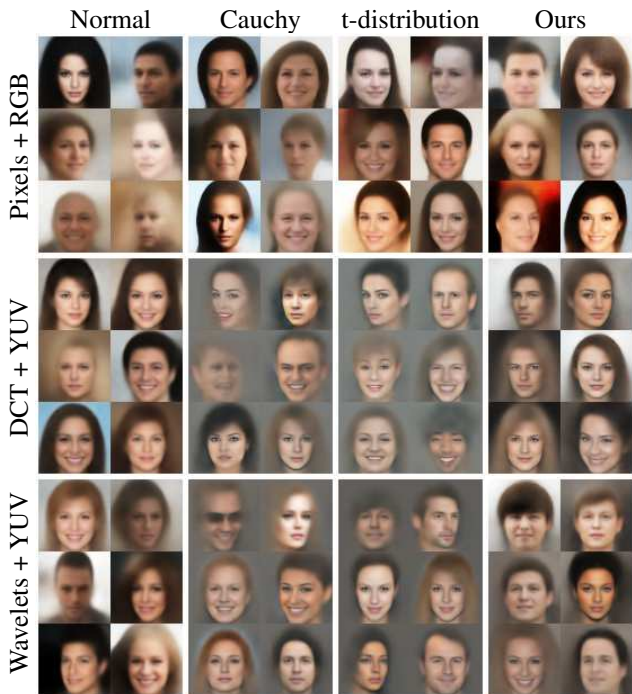 Normal Cauchy t-distribution Ours
Pixels + RGB
DCT + YUV
Wavelets + YUV